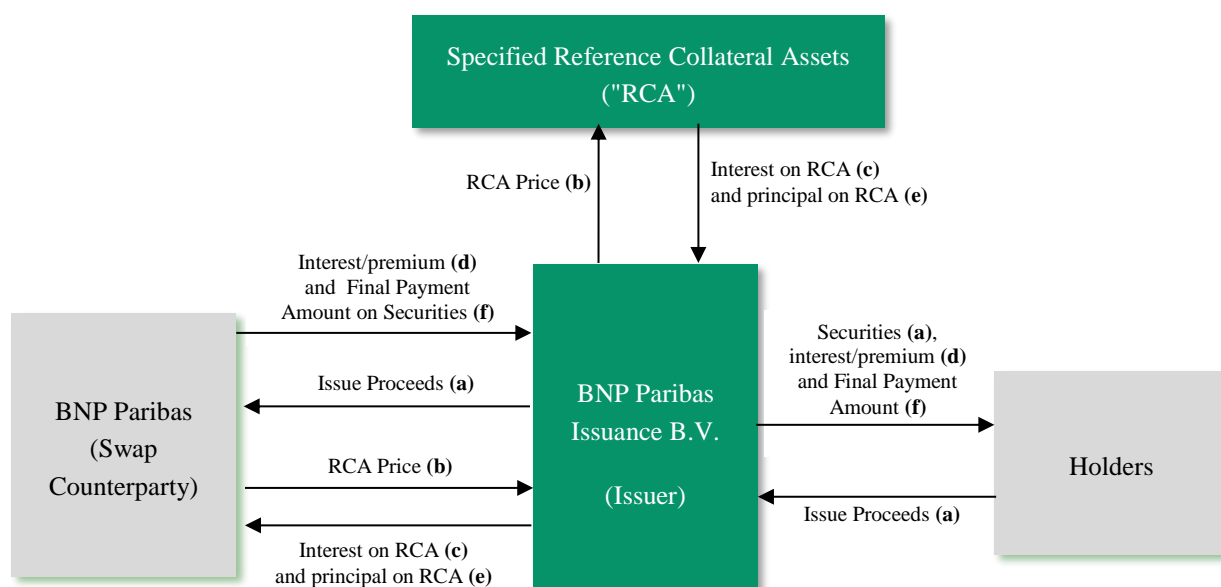 Specified Reference Collateral Assets
("RCA")
RCA Price (b)
Interest on RCA (c)
and principal on RCA (e)
Interest/premium (d)
and Final Payment
Amount on Securities (f)
Issue Proceeds (a)
RCA Price (b)
Interest on RCA (c)
and principal on RCA (e)
BNP Paribas
(Swap
Counterparty)
BNP Paribas
Issuance B.V.
(Issuer)
Securities (a),
interest/premium (d)
and Final Payment
Amount (f)
Issue Proceeds (a)
Holders